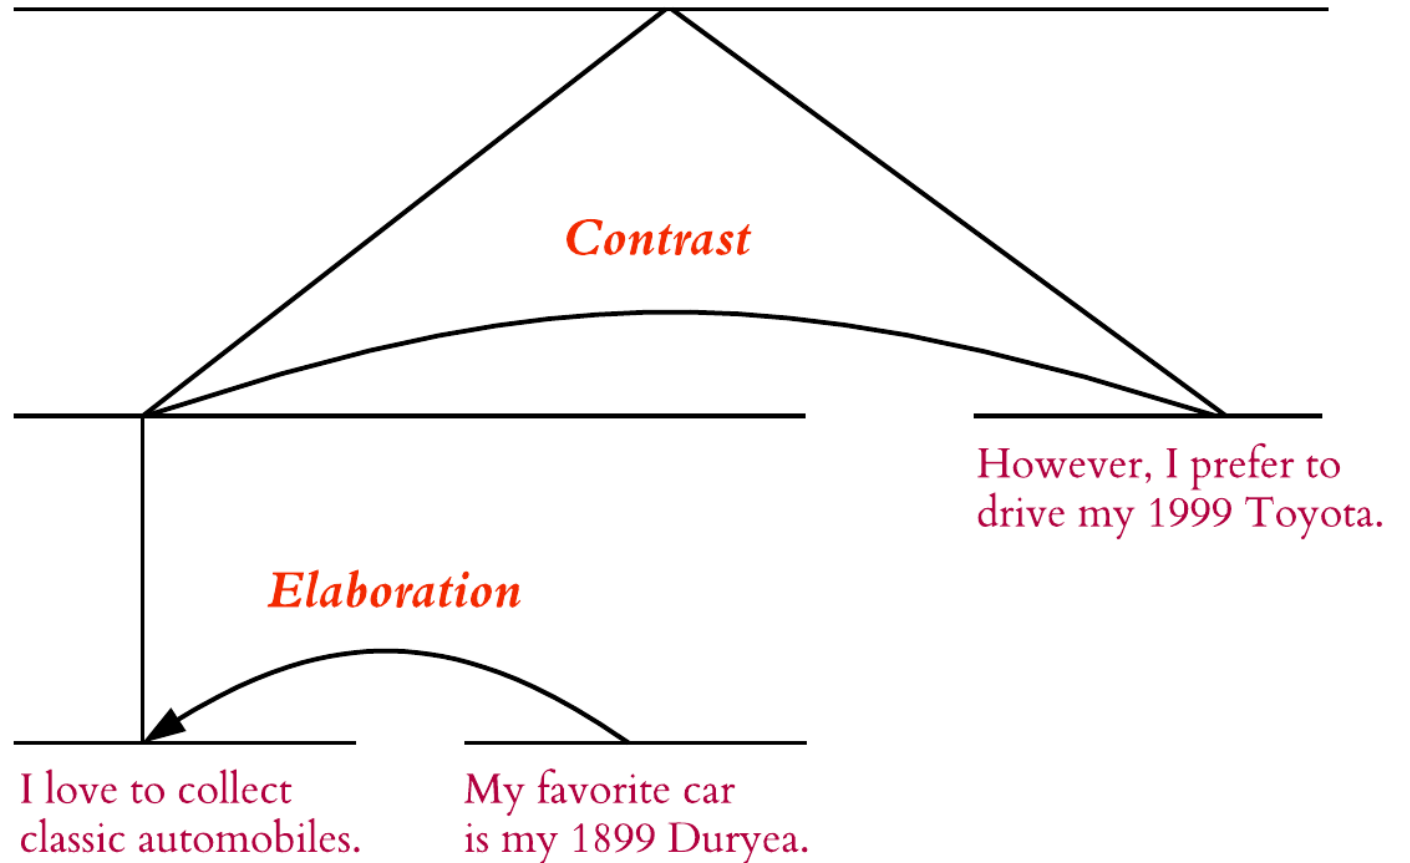 Contrast
However, I prefer to
drive my 1999 Toyota.
Elaboration
I love to collect
classic automobiles.
My favorite car
is my 1899 Duryea.